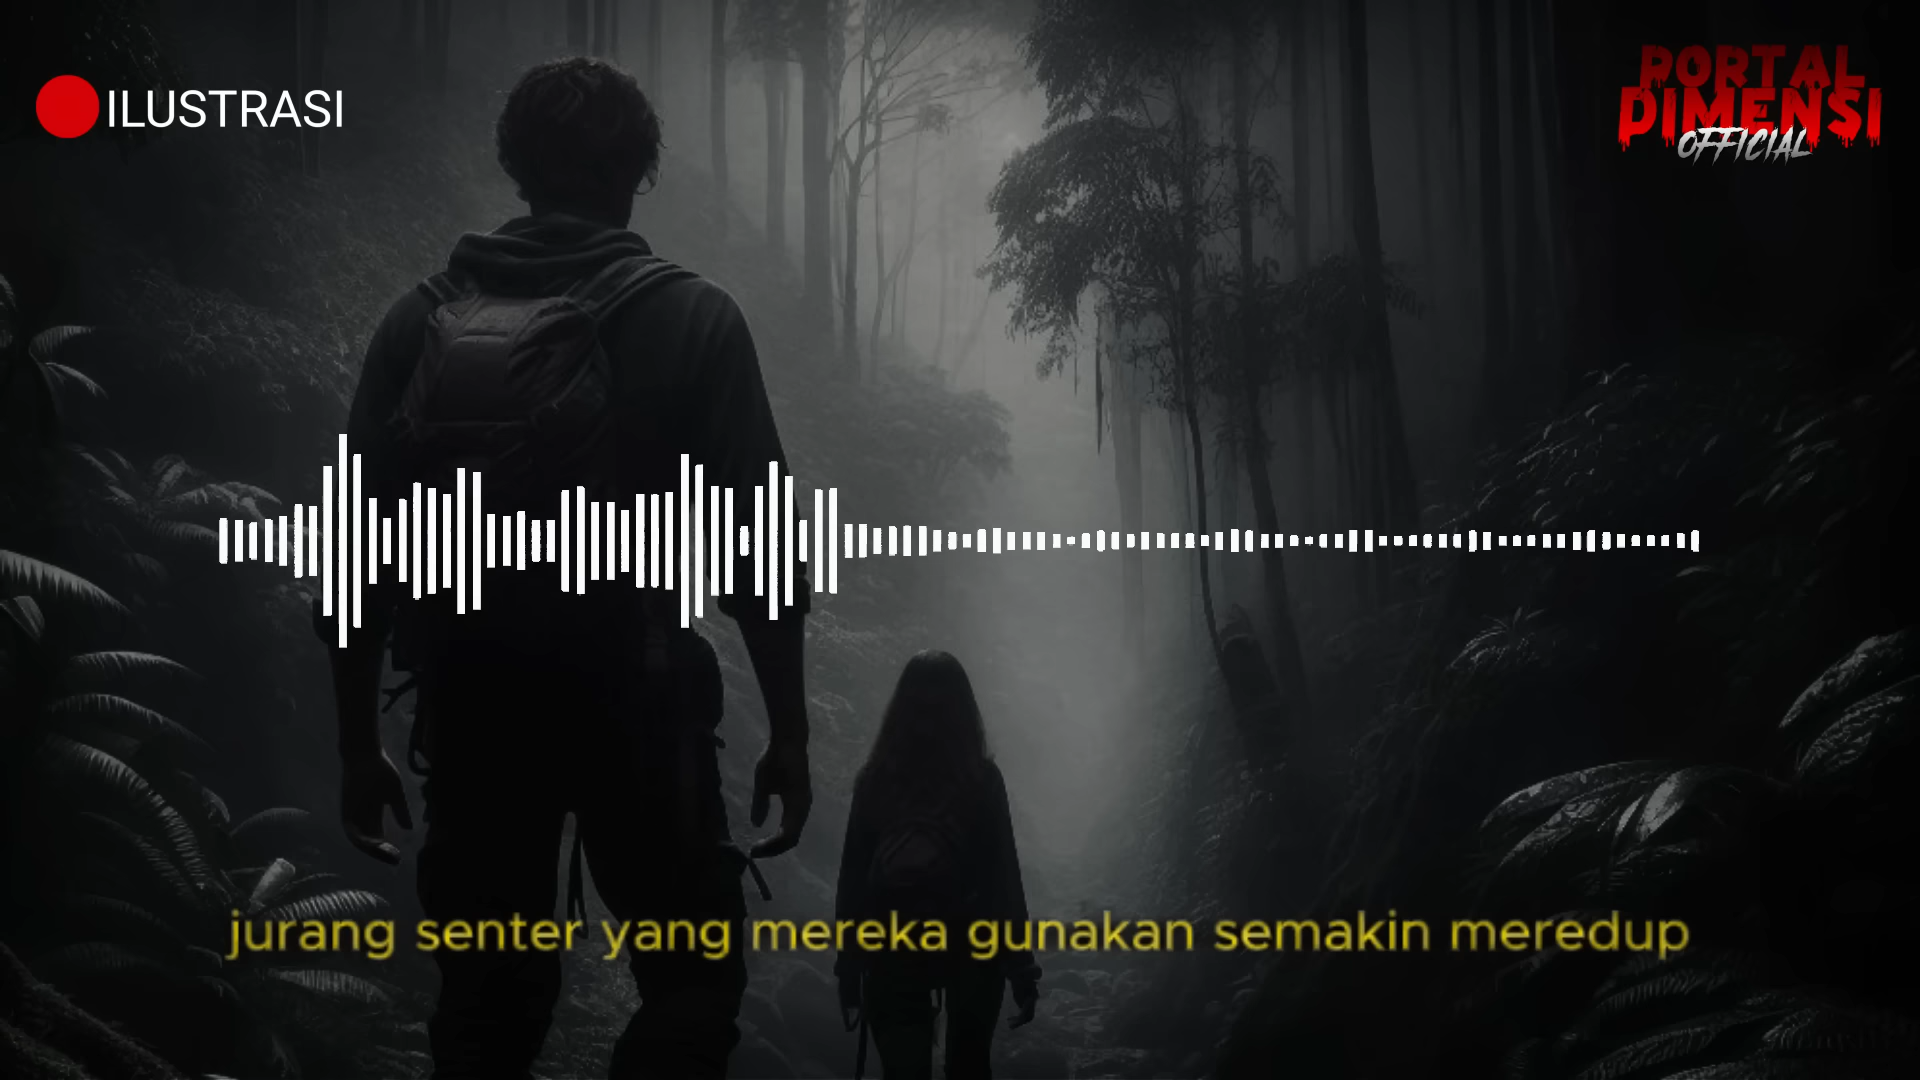 ILUSTRASI
PORTAL
DIMENSI
OFFICIAL
jurang senter yang mereka gunakan semakin meredup